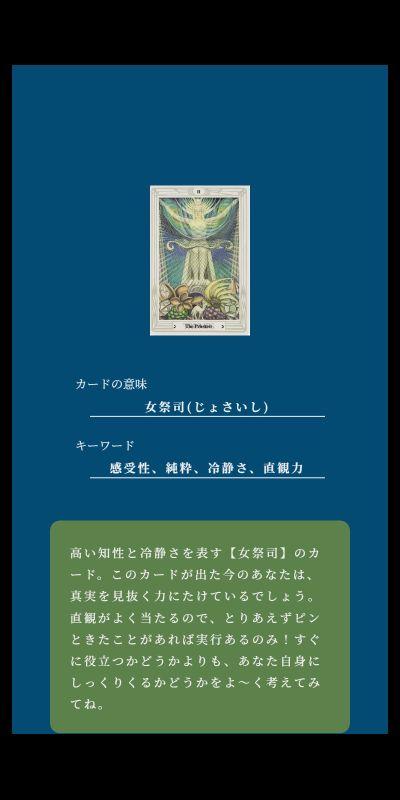 II
The Priestess
カードの意味
女祭司(じょさいし)
キーワード
感受性、純粋、冷静さ、直観力
高い知性と冷静さを表す【女祭司】のカ
ード。このカードが出た今のあなたは、
真実を見抜く力にたけているでしょう。
直観がよく当たるので、とりあえずピン
ときたことがあれば実行あるのみ！すぐ
に役立つかどうかよりも、あなた自身に
しっくりくるかどうかをよ〜く考えてみ
てね。